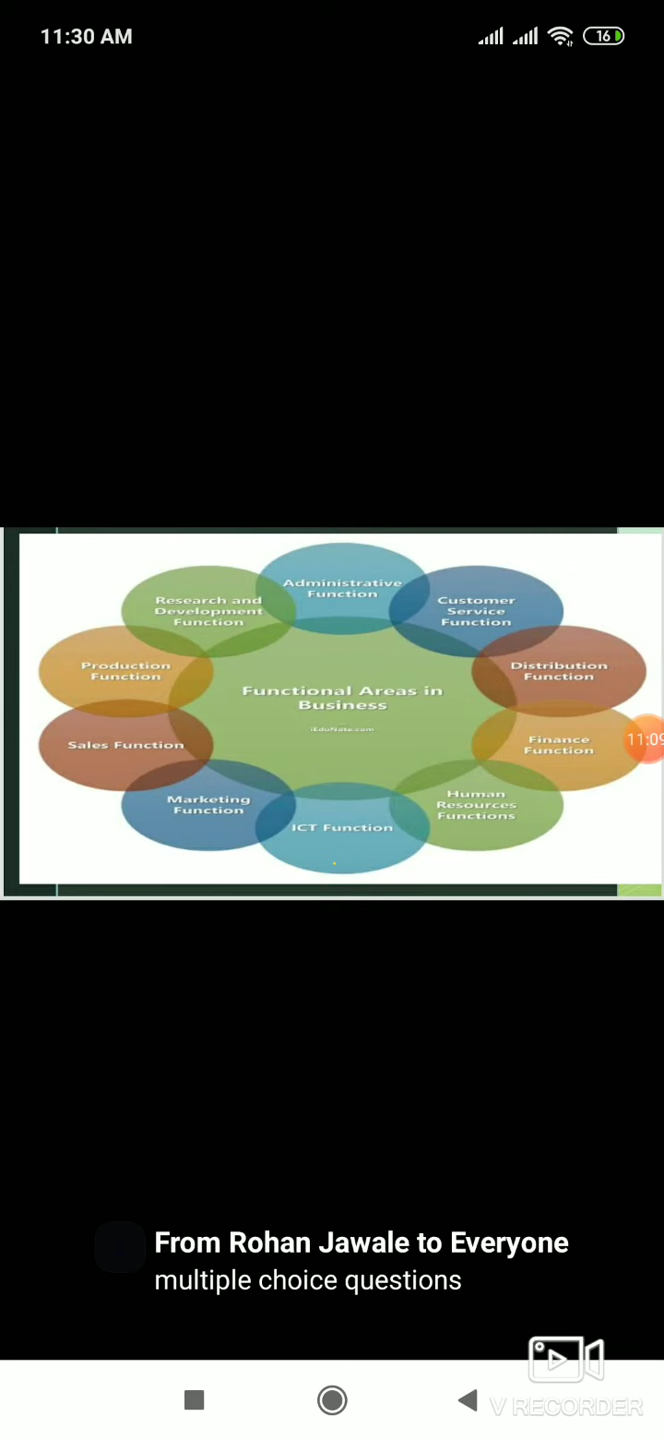 11:30 AM
16
Administrative
Function
Research and
Development
Function
Customer
Service
Function
Production
Function
Distribution
Function
Functional Areas in
Business
iEduNote.com
Sales Function
Finance
Function
11:09
Marketing
Function
Human
Resources
Functions
ICT Function
From Rohan Jawale to Everyone
multiple choice questions
V RECORDER